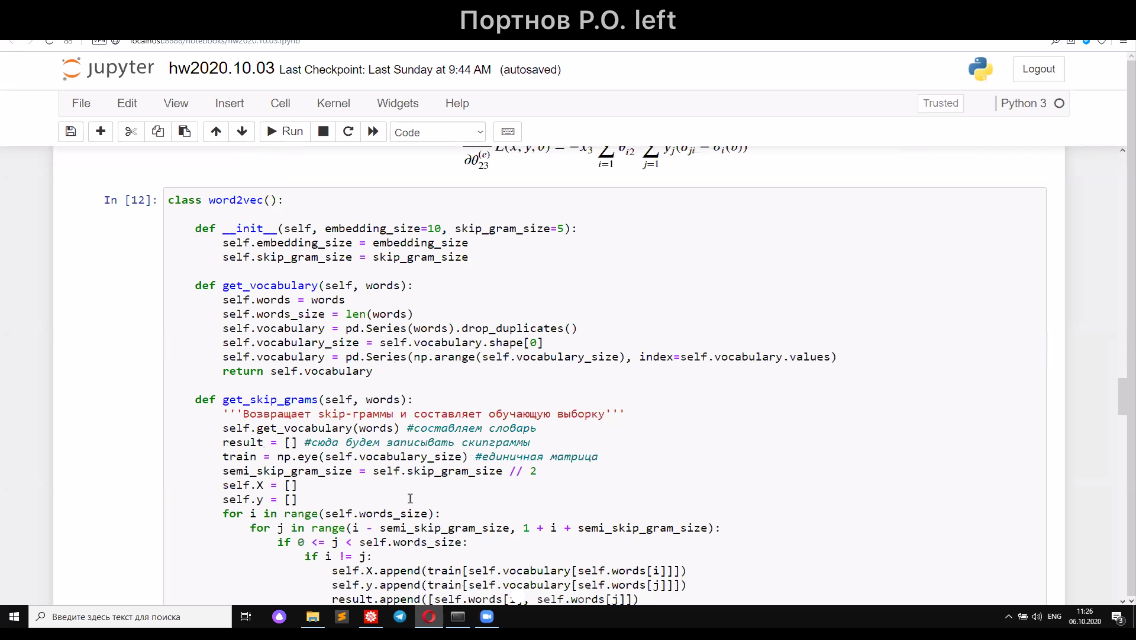 Портнов Р.О. left
localhost:8888/notebooks/hw2020.10.03.ipynb
jupyter hw2020.10.03 Last Checkpoint: Last Sunday at 9:44 AM (autosaved) Logout
File Edit View Insert Cell Kernel Widgets Help Trusted Python 3
Run Code
In [12]: class word2vec():
def __init__(self, embedding_size=10, skip_gram_size=5):
self.embedding_size = embedding_size
self.skip_gram_size = skip_gram_size
def get_vocabulary(self, words):
self.words = words
self.words_size = len(words)
self.vocabulary = pd.Series(words).drop_duplicates()
self.vocabulary_size = self.vocabulary.shape[0]
self.vocabulary = pd.Series(np.arange(self.vocabulary_size), index=self.vocabulary.values)
return self.vocabulary
def get_skip_grams(self, words):
'''Возвращает skip-граммы и составляет обучающую выборку'''
self.get_vocabulary(words) #составляем словарь
result = [] #сюда будем записывать скипграммы
train = np.eye(self.vocabulary_size) #единичная матрица
semi_skip_gram_size = self.skip_gram_size // 2
self.X = []
self.y = []
for i in range(self.words_size):
for j in range(i - semi_skip_gram_size, 1 + i + semi_skip_gram_size):
if 0 <= j < self.words_size:
if i != j:
self.X.append(train[self.vocabulary[self.words[i]]])
self.y.append(train[self.vocabulary[self.words[j]]])
result.append([self.words[i], self.words[j]])
Введите здесь текст для поиска
ENG
11:26
06.10.2020
3